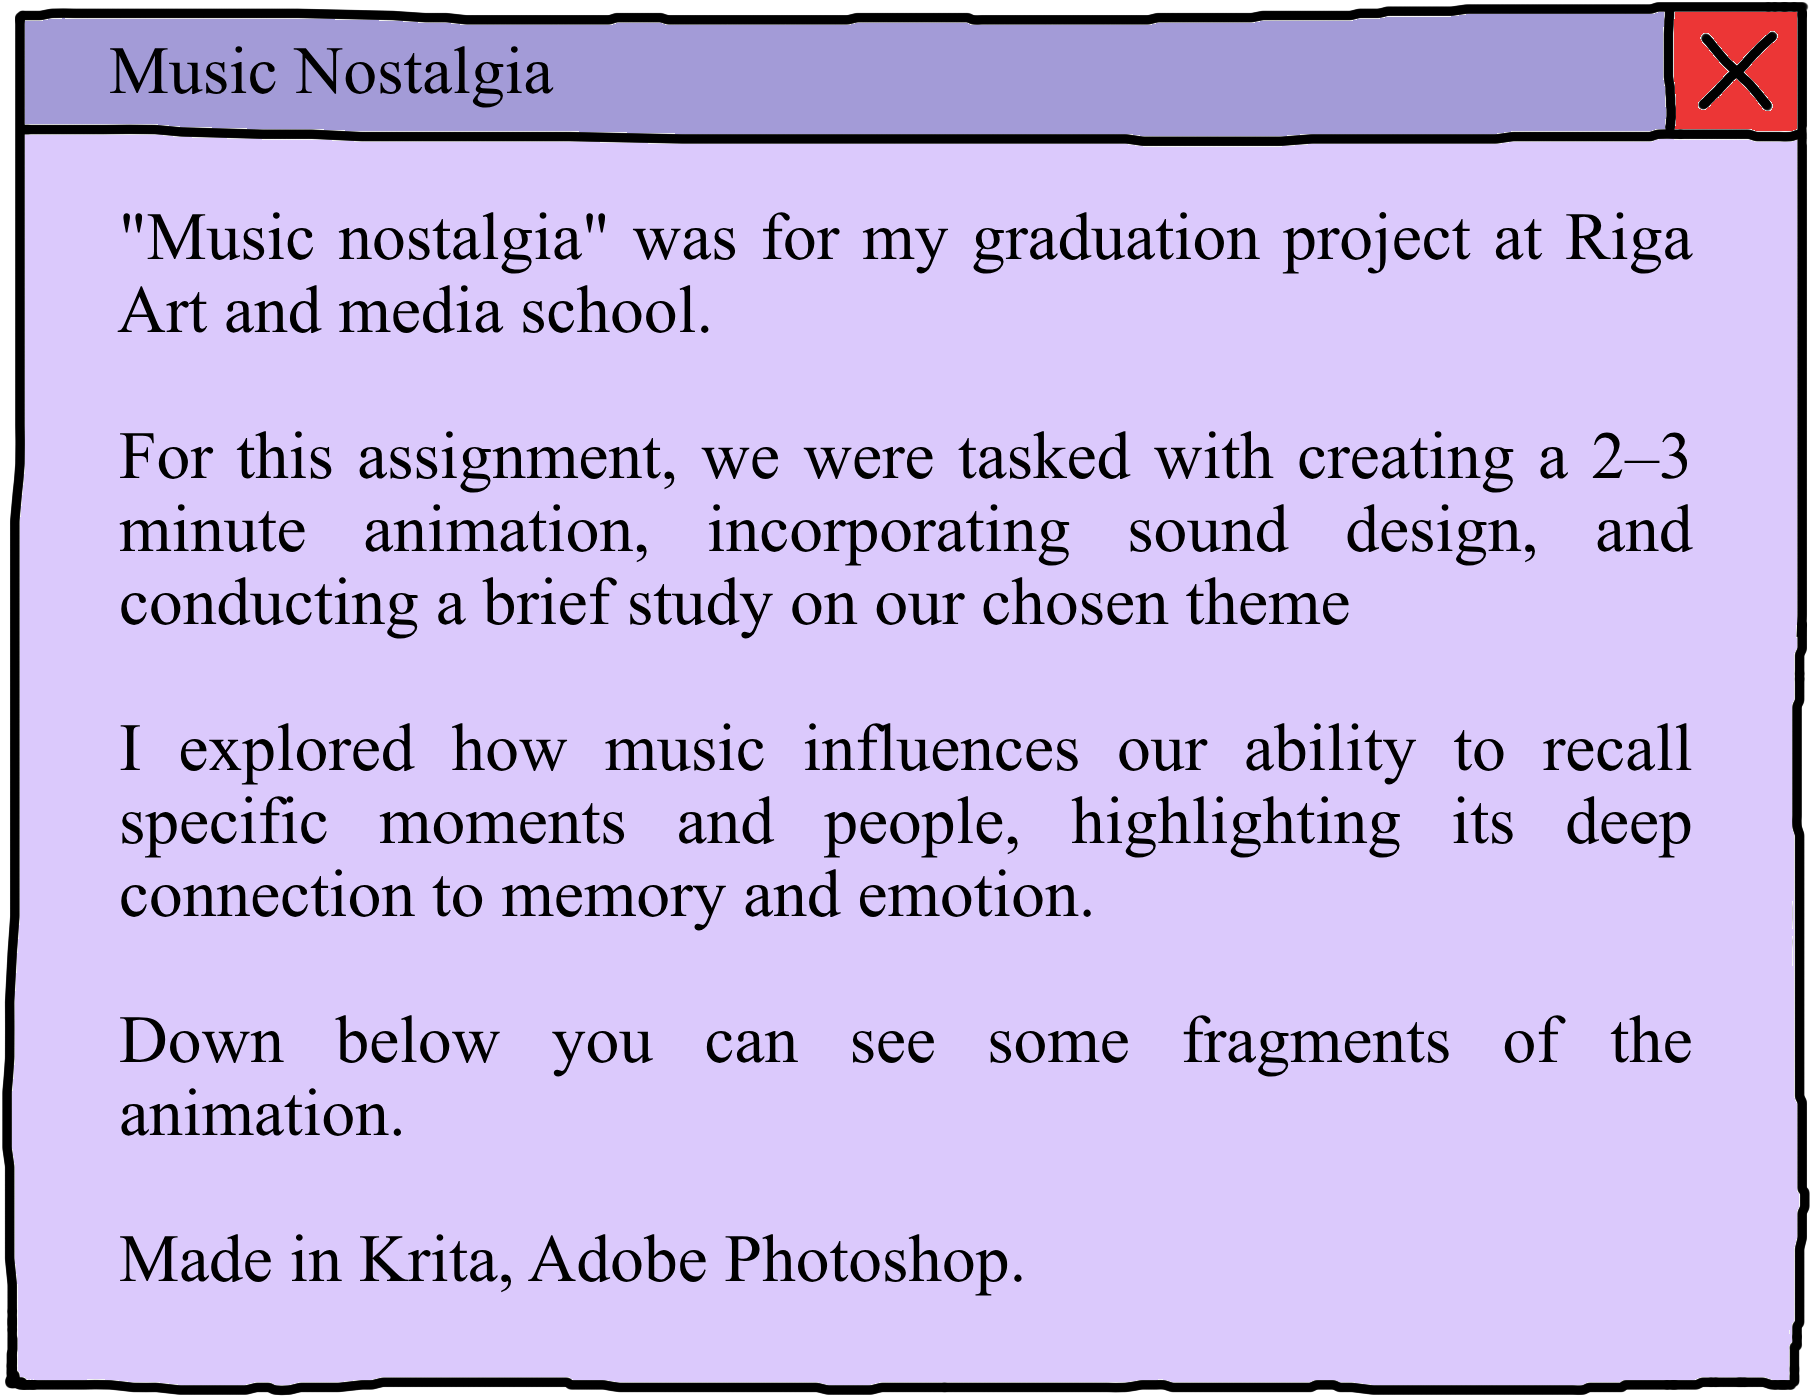 Music Nostalgia
"Music nostalgia" was for my graduation project at Riga
Art and media school.
For this assignment, we were tasked with creating a 2–3
minute animation, incorporating sound design, and
conducting a brief study on our chosen theme
I explored how music influences our ability to recall
specific moments and people, highlighting its deep
connection to memory and emotion.
Down below you can see some fragments of the
animation.
Made in Krita, Adobe Photoshop.